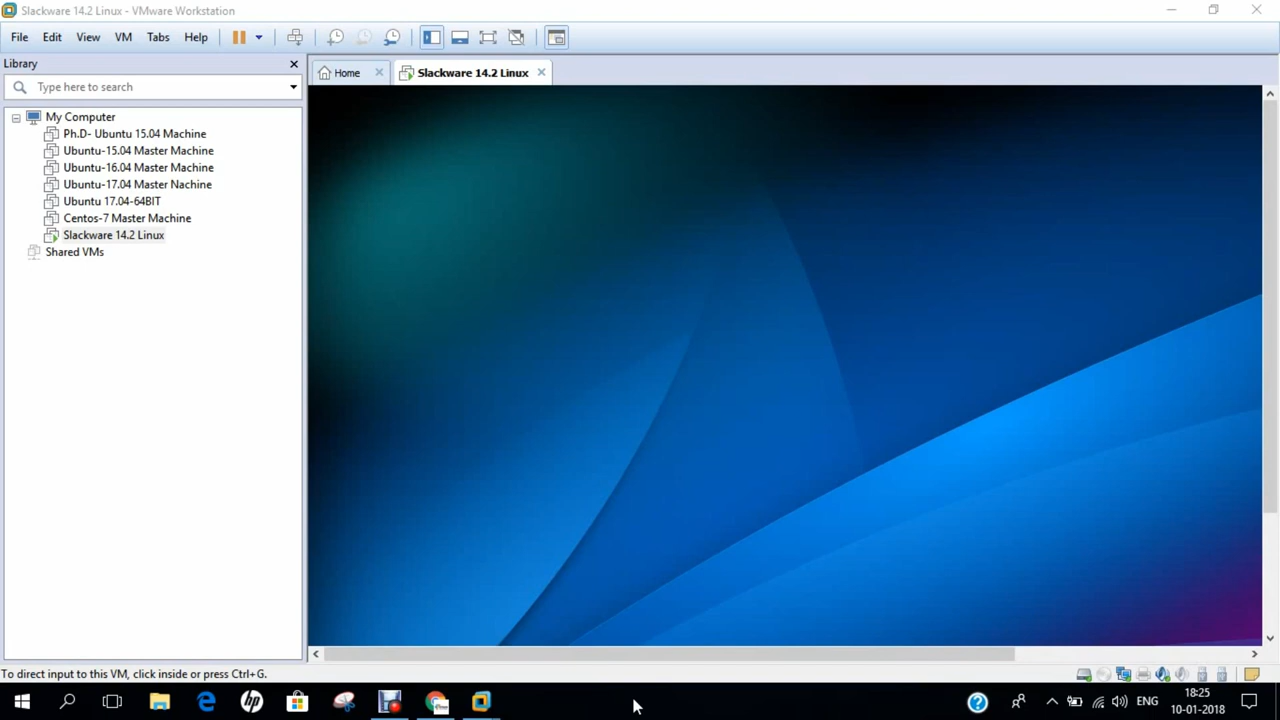 Slackware 14.2 Linux - VMware Workstation
File Edit View VM Tabs Help
Library
Type here to search
Home
Slackware 14.2 Linux
My Computer
Ph.D- Ubuntu 15.04 Machine
Ubuntu-15.04 Master Machine
Ubuntu-16.04 Master Machine
Ubuntu-17.04 Master Nachine
Ubuntu 17.04-64BIT
Centos-7 Master Machine
Slackware 14.2 Linux
Shared VMs
To direct input to this VM, click inside or press Ctrl+G.
hp
ENG
18:25
10-01-2018